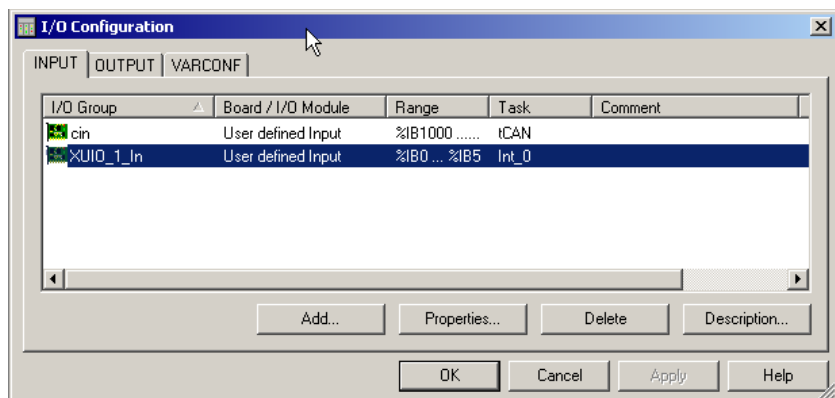 I/O Configuration
INPUT OUTPUT VARCONF
I/O Group Board / I/O Module Range Task Comment
cin User defined Input %IB1000 ...... tCAN
XUIO_1_In User defined Input %IB0 ... %IB5 Int_0
Add... Properties... Delete Description...
OK Cancel Apply Help